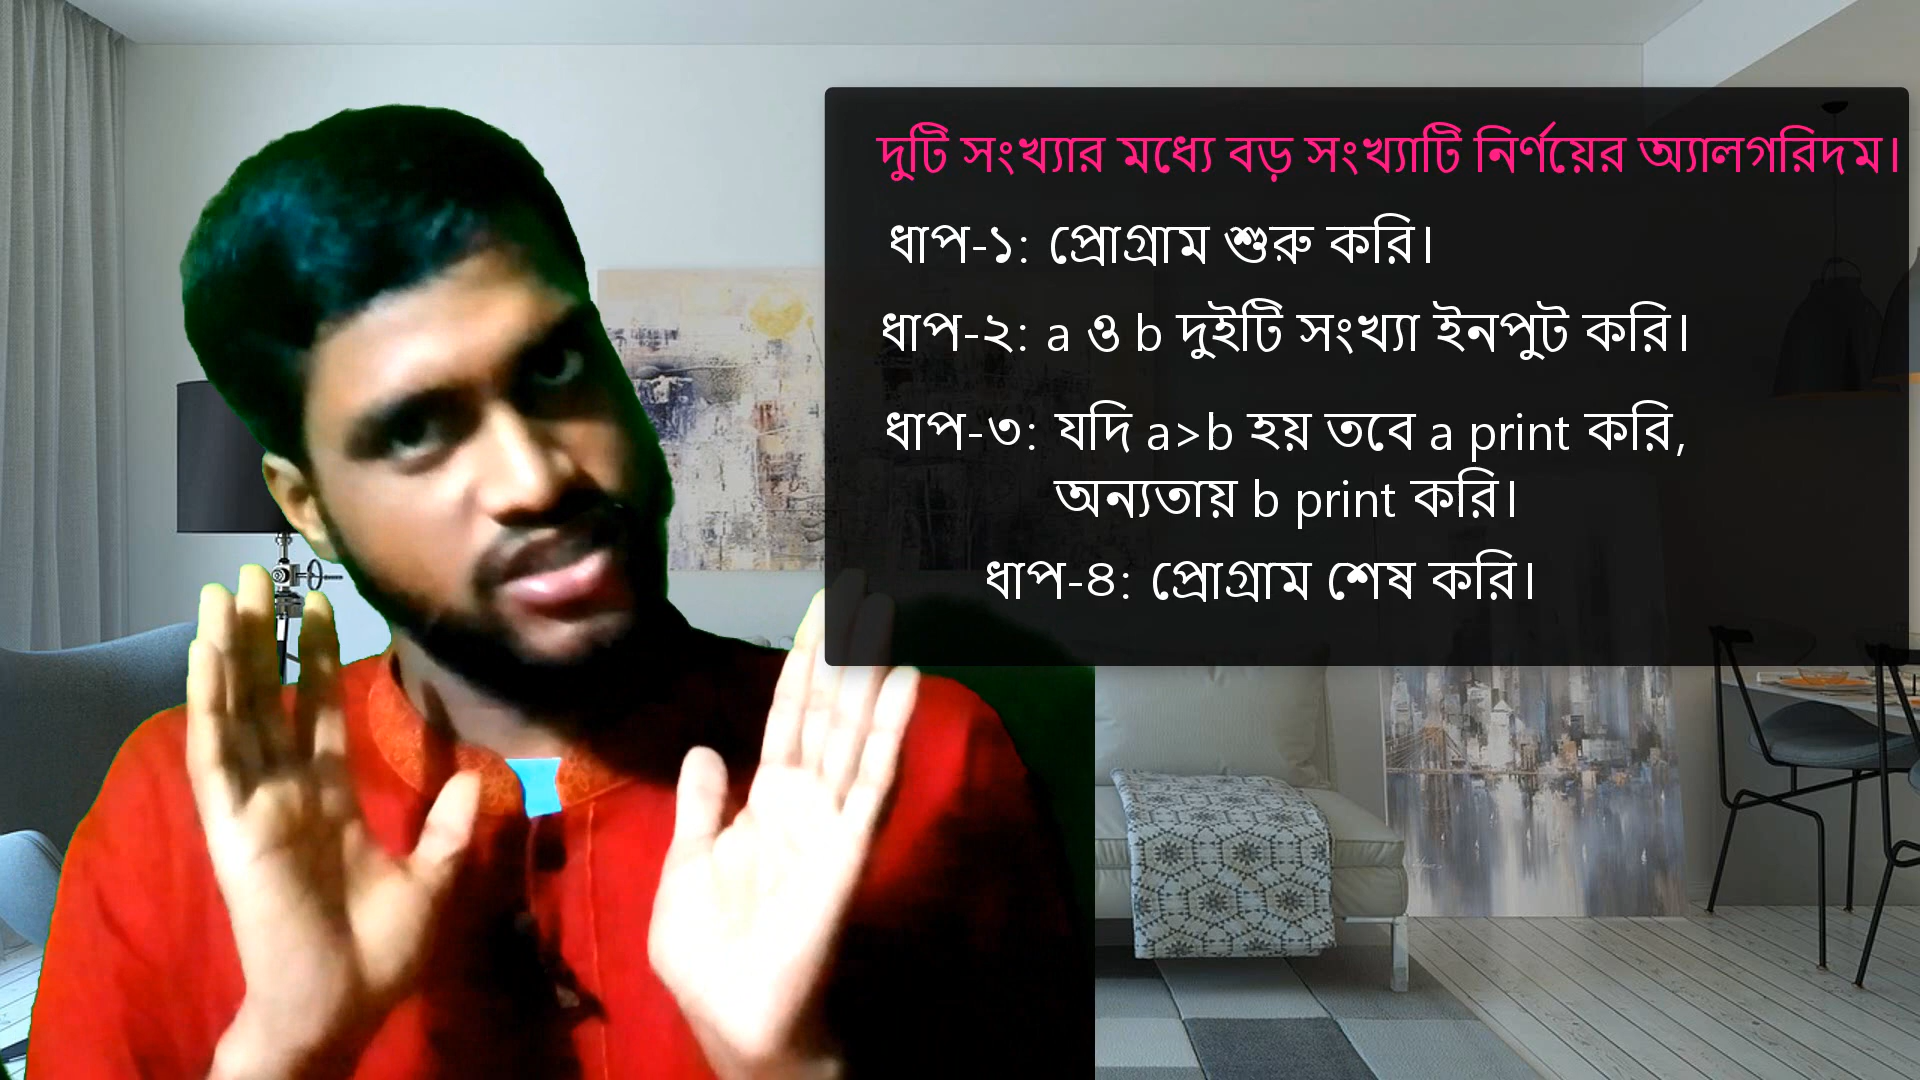 দুটি সংখ্যার মধ্যে বড় সংখ্যাটি নির্ণয়ের অ্যালগরিদম।
ধাপ-১: প্রোগ্রাম শুরু করি।
ধাপ-২: a ও b দুইটি সংখ্যা ইনপুট করি।
ধাপ-৩: যদি a>b হয় তবে a print করি,
অন্যতায় b print করি।
ধাপ-৪: প্রোগ্রাম শেষ করি।